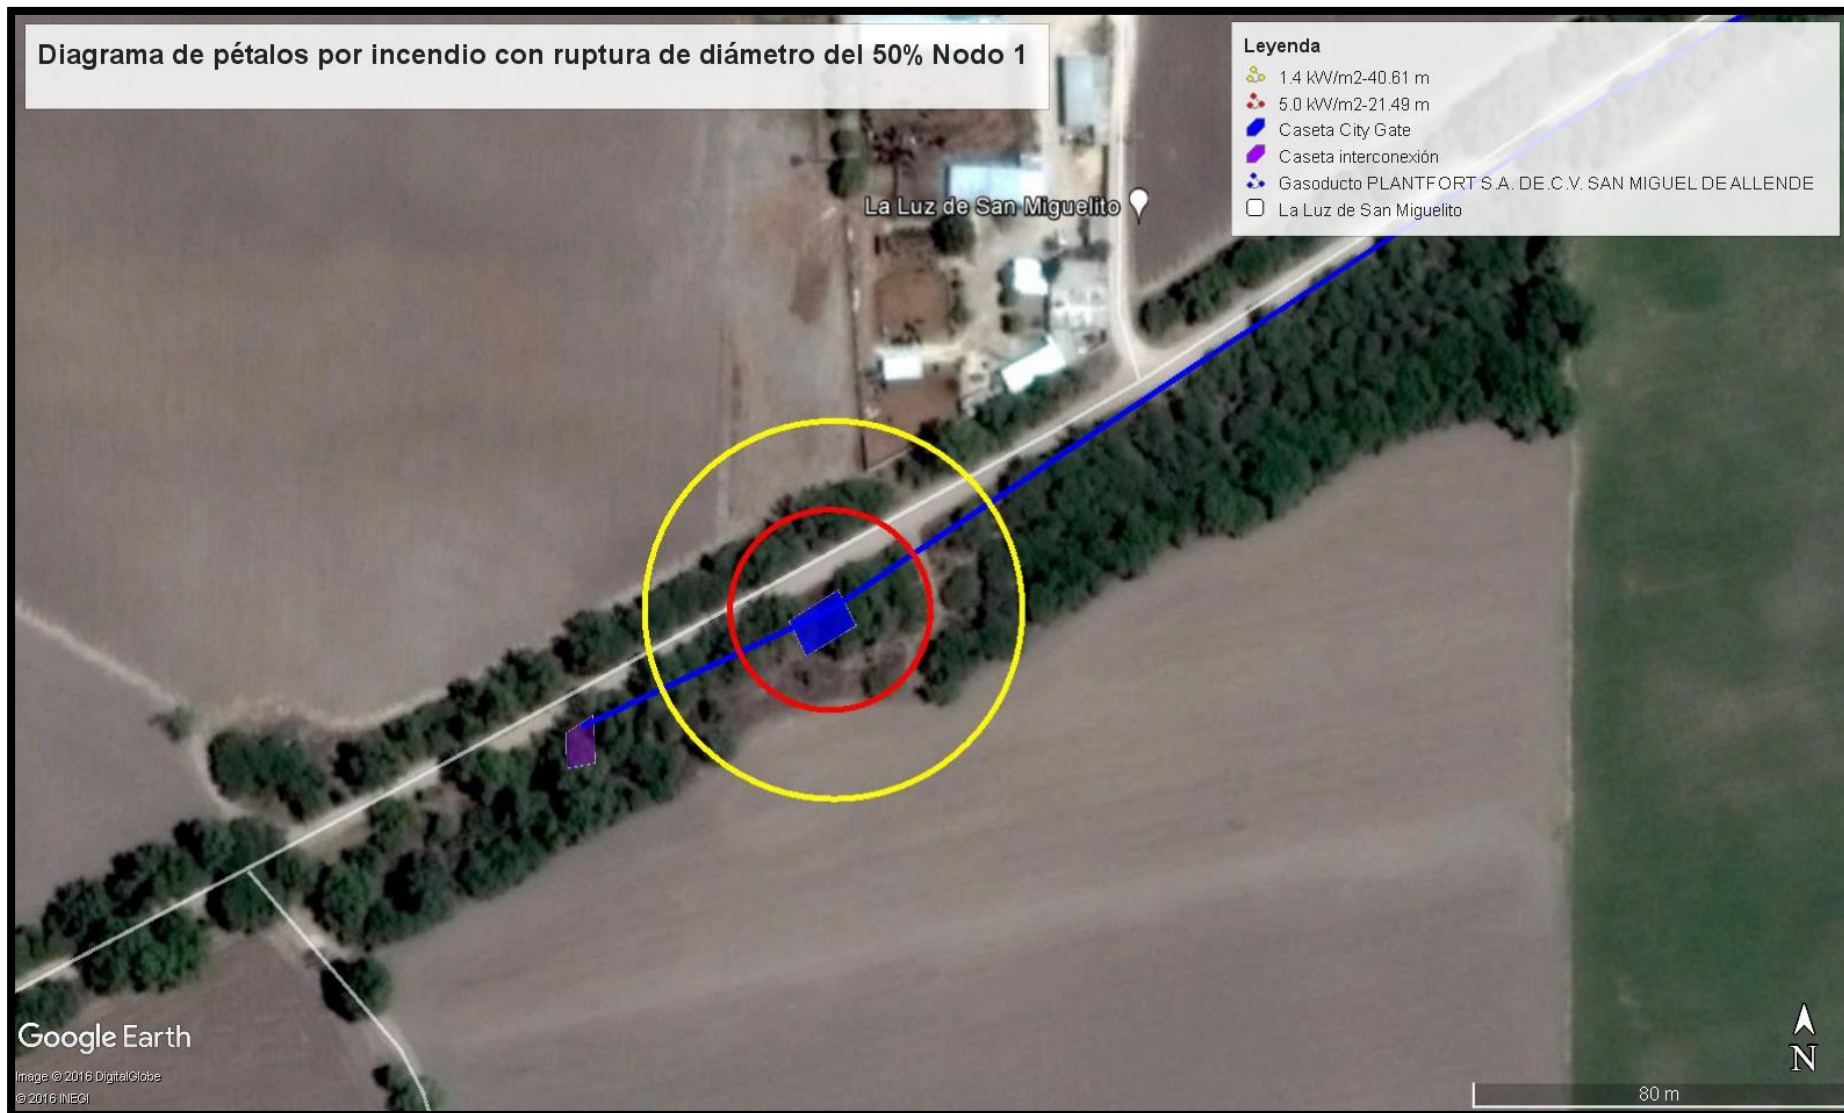 Diagrama de pétalos por incendio con ruptura de diámetro del 50% Nodo 1
Leyenda
1.4 kW/m2-40.61 m
5.0 kW/m2-21.49 m
Caseta City Gate
Caseta interconexión
Gasoducto PLANTFORT S.A. DE.C.V. SAN MIGUEL DE ALLENDE
La Luz de San Miguelito
La Luz de San Miguelito
Google Earth
Image © 2016 DigitalGlobe
© 2016 INEGI
N
80 m